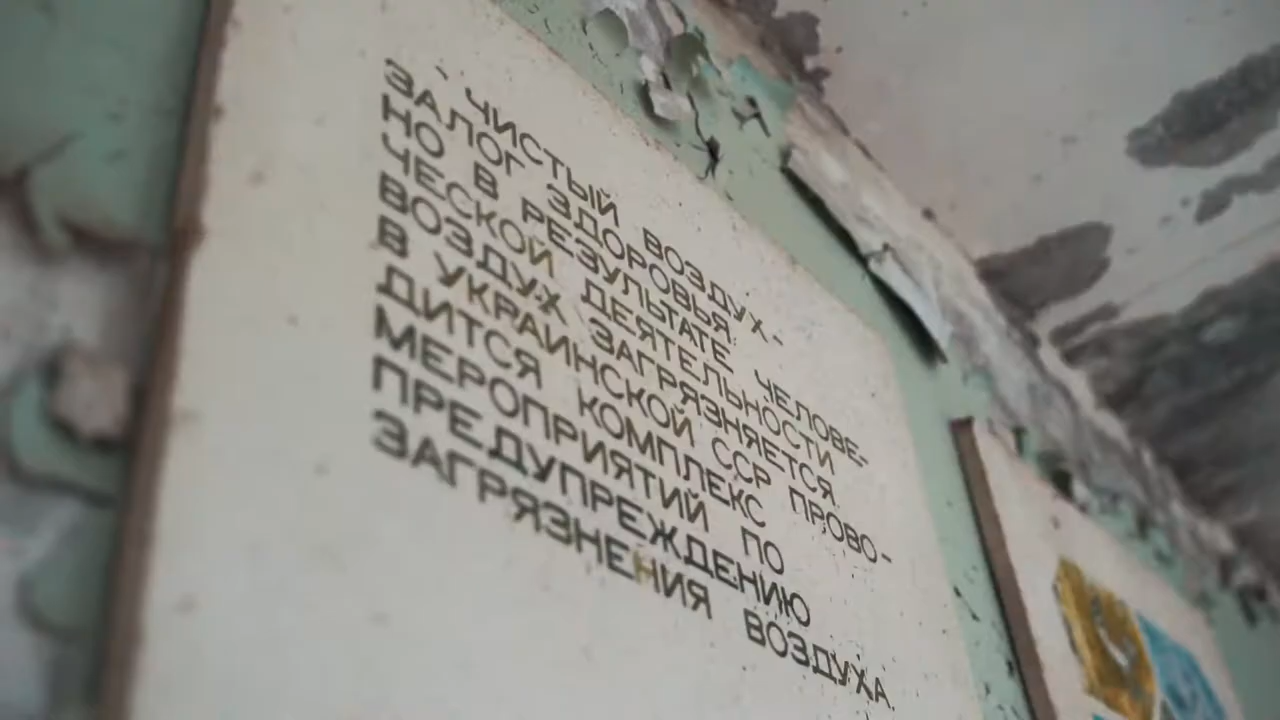 - ЧИСТЫЙ ВОЗДУХ -
ЗАЛОГ ЗДОРОВЬЯ.
НО В РЕЗУЛЬТАТЕ ЧЕЛОВЕ-
ЧЕСКОЙ ДЕЯТЕЛЬНОСТИ
ВОЗДУХ ЗАГРЯЗНЯЕТСЯ
В УКРАИНСКОЙ ССР ПРОВО-
ДИТСЯ КОМПЛЕКС
МЕРОПРИЯТИЙ ПО
ПРЕДУПРЕЖДЕНИЮ
ЗАГРЯЗНЕНИЯ ВОЗДУХА.